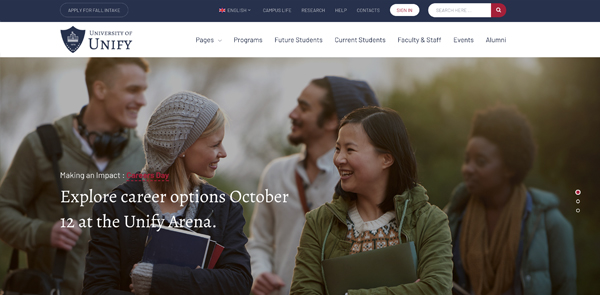 APPLY FOR FALL INTAKE
ENGLISH
CAMPUS LIFE
RESEARCH
HELP
CONTACTS
SIGN IN
SEARCH HERE ...
UNIVERSITY OF
UNIFY
Pages
Programs
Future Students
Current Students
Faculty & Staff
Events
Alumni
Making an Impact : Careers Day
Explore career options October
12 at the Unify Arena.